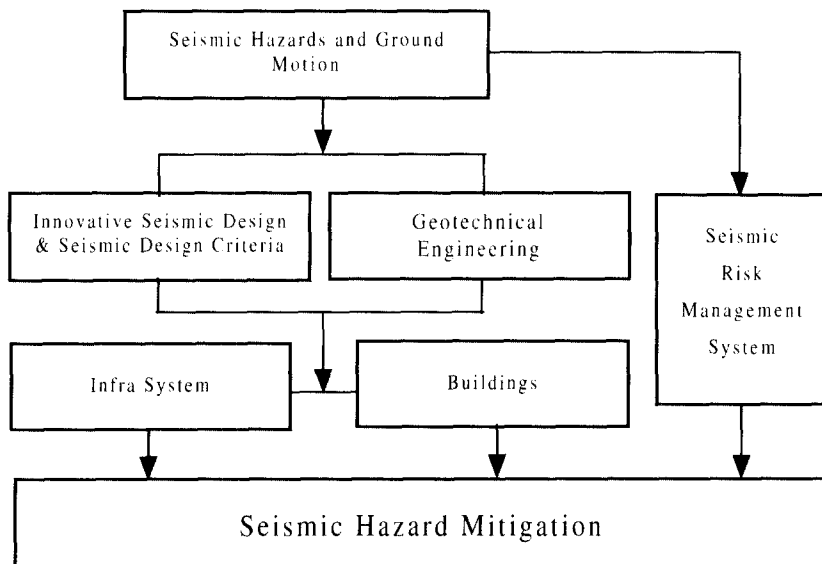 Seismic Hazards and Ground
Motion
Innovative Seismic Design
& Seismic Design Criteria
Geotechnical
Engineering
Seismic
Risk
Management
System
Infra System
Buildings
Seismic Hazard Mitigation